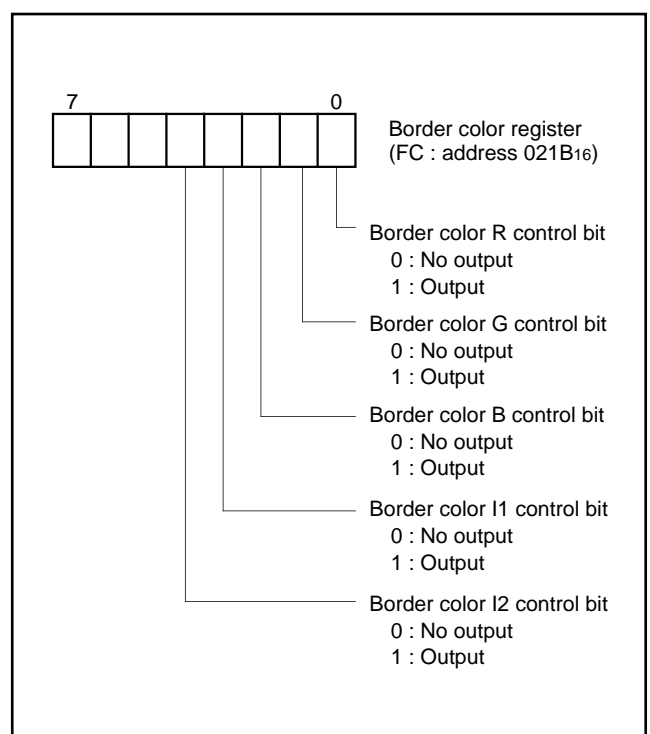 7 0
Border color register
(FC : address 021B16)
Border color R control bit
0 : No output
1 : Output
Border color G control bit
0 : No output
1 : Output
Border color B control bit
0 : No output
1 : Output
Border color I1 control bit
0 : No output
1 : Output
Border color I2 control bit
0 : No output
1 : Output